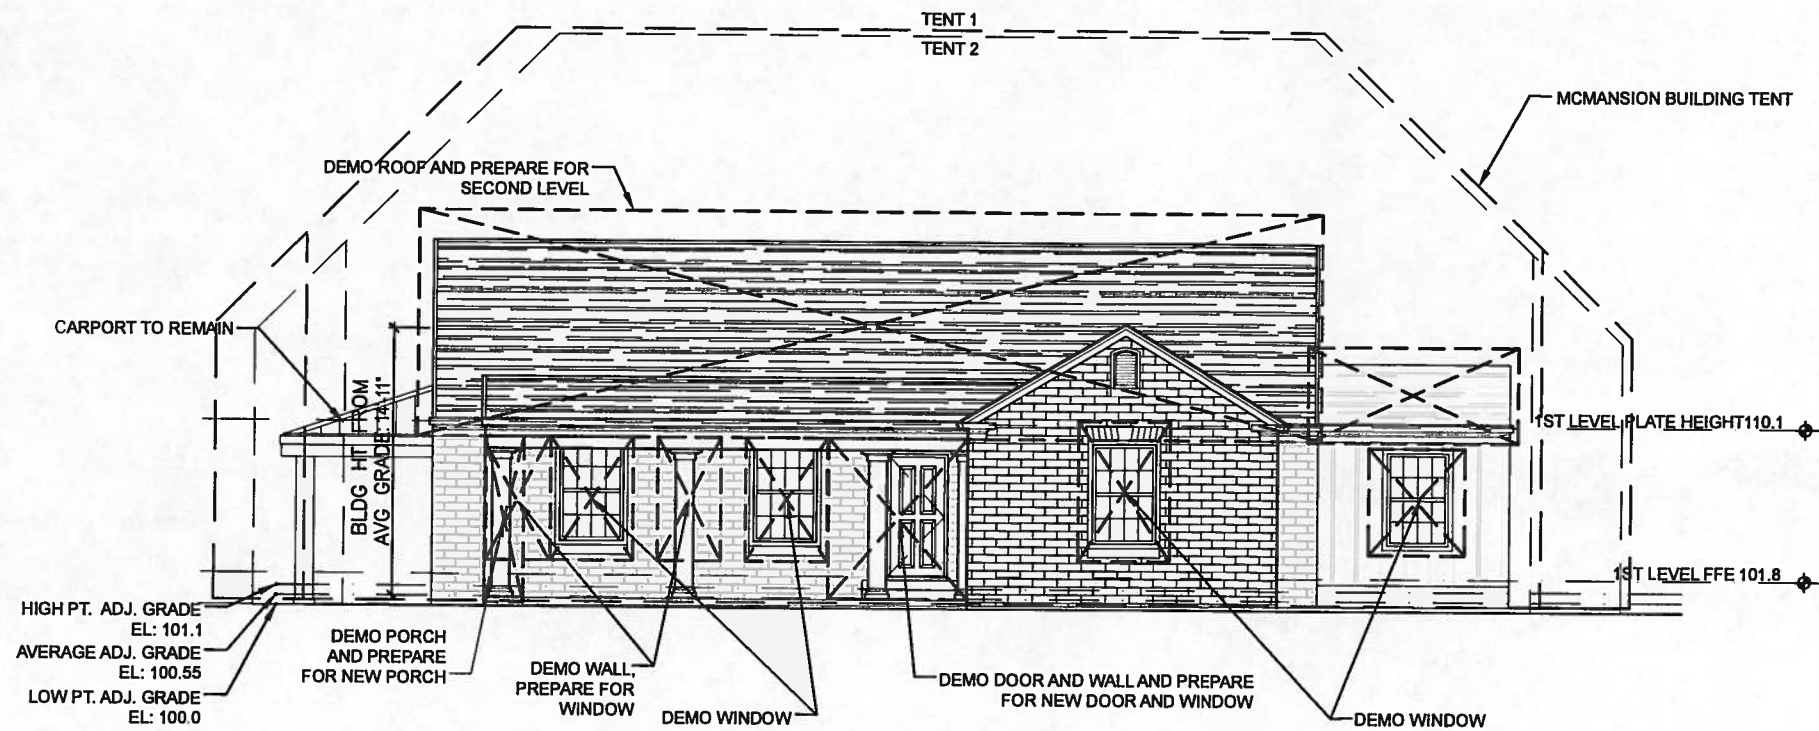 TENT 1
TENT 2
MCMANSION BUILDING TENT
DEMO ROOF AND PREPARE FOR
SECOND LEVEL
CARPORT TO REMAIN
BLDG HT FROM
AVG GRADE: 14'-11"
1ST LEVEL PLATE HEIGHT110.1
1ST LEVEL FFE 101.8
HIGH PT. ADJ. GRADE
EL: 101.1
AVERAGE ADJ. GRADE
EL: 100.55
LOW PT. ADJ. GRADE
EL: 100.0
DEMO PORCH
AND PREPARE
FOR NEW PORCH
DEMO WALL,
PREPARE FOR
WINDOW
DEMO WINDOW
DEMO DOOR AND WALL AND PREPARE
FOR NEW DOOR AND WINDOW
DEMO WINDOW